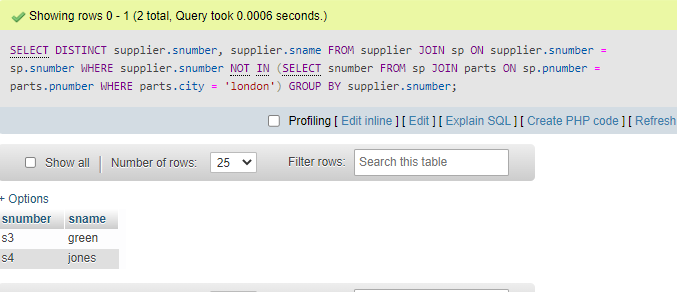 Showing rows 0 - 1 (2 total, Query took 0.0006 seconds.)
SELECT DISTINCT supplier.snumber, supplier.sname FROM supplier JOIN sp ON supplier.snumber =
sp.snumber WHERE supplier.snumber NOT IN (SELECT snumber FROM sp JOIN parts ON sp.pnumber =
parts.pnumber WHERE parts.city = 'london') GROUP BY supplier.snumber;
Profiling [ Edit inline ] [ Edit ] [ Explain SQL ] [ Create PHP code ] [ Refresh
Show all | Number of rows: 25 Filter rows: Search this table
+ Options
snumber sname
s3 green
s4 jones